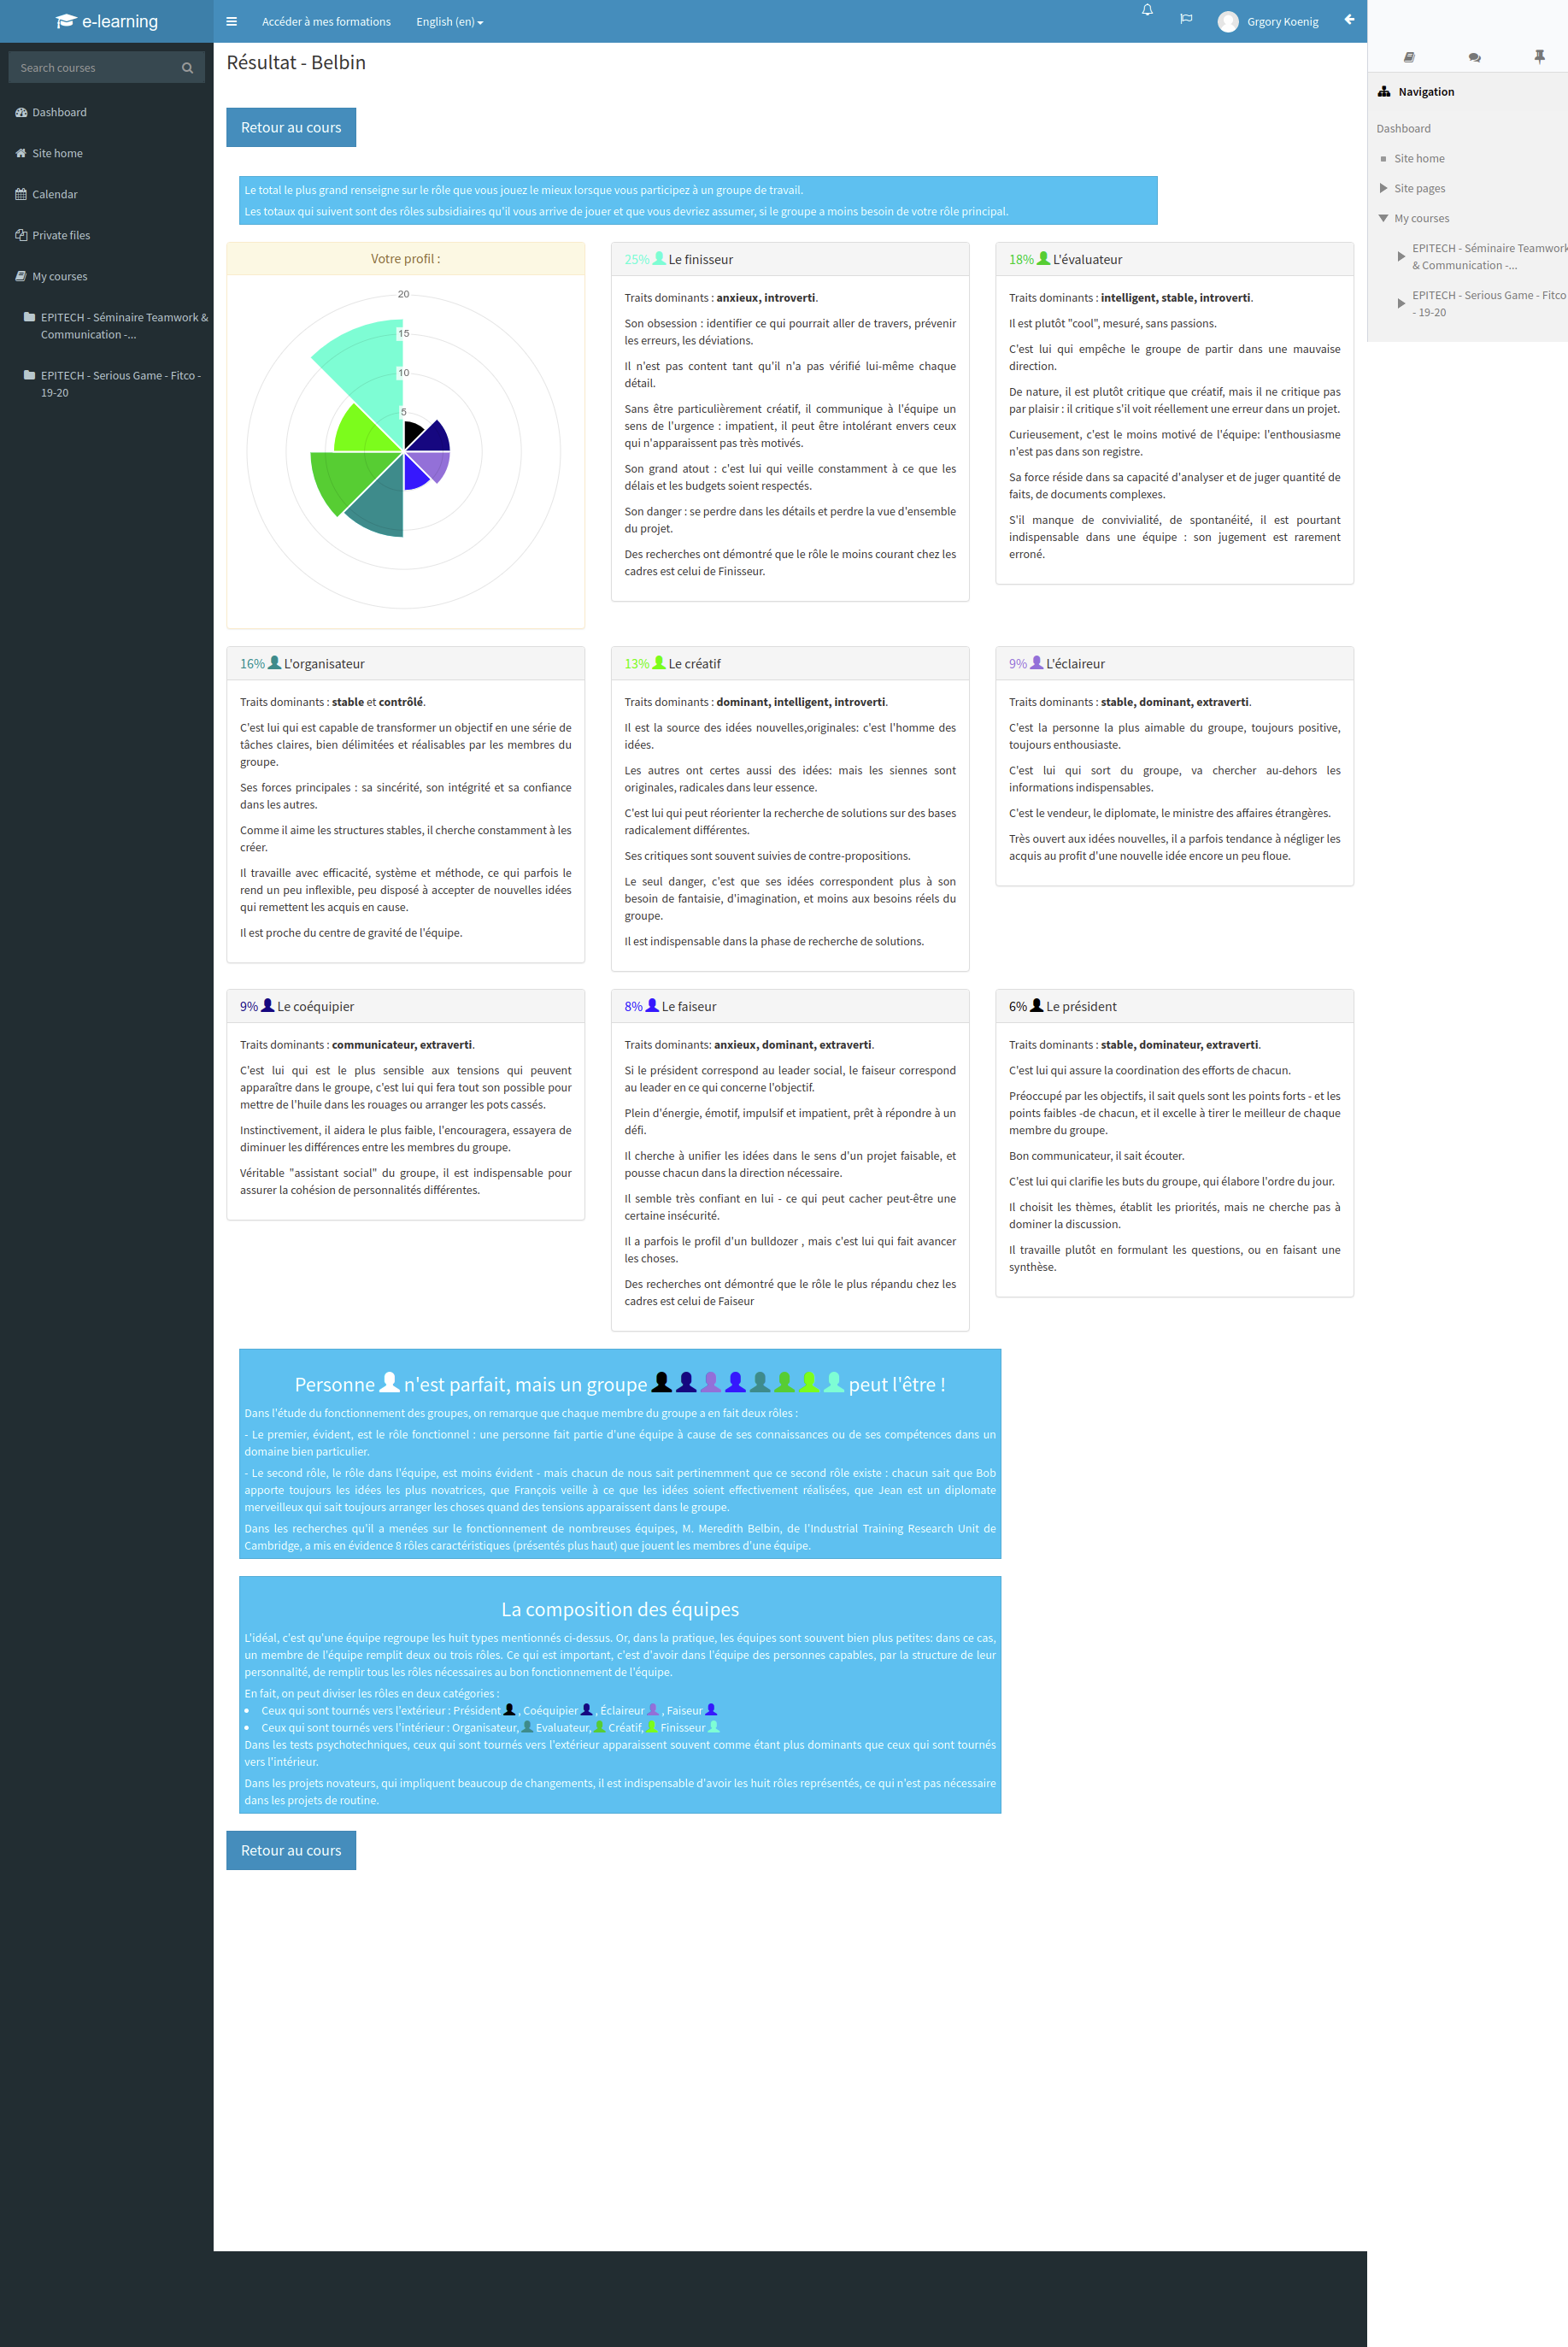 e-learning
Accéder à mes formations
English (en)
Grgory Koenig
Search courses
Dashboard
Site home
Calendar
Private files
My courses
EPITECH - Séminaire Teamwork &
Communication -...
EPITECH - Serious Game - Fitco -
19-20
Navigation
Dashboard
Site home
Site pages
My courses
EPITECH - Séminaire Teamwork
& Communication -...
EPITECH - Serious Game - Fitco
- 19-20
Résultat - Belbin
Retour au cours
Le total le plus grand renseigne sur le rôle que vous jouez le mieux lorsque vous participez à un groupe de travail.
Les totaux qui suivent sont des rôles subsidiaires qu'il vous arrive de jouer et que vous devriez assumer, si le groupe a moins besoin de votre rôle principal.
Votre profil :
20
15
10
5
25% Le finisseur
Traits dominants : anxieux, introverti.
Son obsession : identifier ce qui pourrait aller de travers, prévenir
les erreurs, les déviations.
Il n'est pas content tant qu'il n'a pas vérifié lui-même chaque
détail.
Sans être particulièrement créatif, il communique à l'équipe un
sens de l'urgence : impatient, il peut être intolérant envers ceux
qui n'apparaissent pas très motivés.
Son grand atout : c'est lui qui veille constamment à ce que les
délais et les budgets soient respectés.
Son danger : se perdre dans les détails et perdre la vue d'ensemble
du projet.
Des recherches ont démontré que le rôle le moins courant chez les
cadres est celui de Finisseur.
18% L'évaluateur
Traits dominants : intelligent, stable, introverti.
Il est plutôt "cool", mesuré, sans passions.
C'est lui qui empêche le groupe de partir dans une mauvaise
direction.
De nature, il est plutôt critique que créatif, mais il ne critique pas
par plaisir : il critique s'il voit réellement une erreur dans un projet.
Curieusement, c'est le moins motivé de l'équipe: l'enthousiasme
n'est pas dans son registre.
Sa force réside dans sa capacité d'analyser et de juger quantité de
faits, de documents complexes.
S'il manque de convivialité, de spontanéité, il est pourtant
indispensable dans une équipe : son jugement est rarement
erroné.
16% L'organisateur
Traits dominants : stable et contrôlé.
C'est lui qui est capable de transformer un objectif en une série de
tâches claires, bien délimitées et réalisables par les membres du
groupe.
Ses forces principales : sa sincérité, son intégrité et sa confiance
dans les autres.
Comme il aime les structures stables, il cherche constamment à les
créer.
Il travaille avec efficacité, système et méthode, ce qui parfois le
rend un peu inflexible, peu disposé à accepter de nouvelles idées
qui remettent les acquis en cause.
Il est proche du centre de gravité de l'équipe.
13% Le créatif
Traits dominants : dominant, intelligent, introverti.
Il est la source des idées nouvelles,originales: c'est l'homme des
idées.
Les autres ont certes aussi des idées: mais les siennes sont
originales, radicales dans leur essence.
C'est lui qui peut réorienter la recherche de solutions sur des bases
radicalement différentes.
Ses critiques sont souvent suivies de contre-propositions.
Le seul danger, c'est que ses idées correspondent plus à son
besoin de fantaisie, d'imagination, et moins aux besoins réels du
groupe.
Il est indispensable dans la phase de recherche de solutions.
9% L'éclaireur
Traits dominants : stable, dominant, extraverti.
C'est la personne la plus aimable du groupe, toujours positive,
toujours enthousiaste.
C'est lui qui sort du groupe, va chercher au-dehors les
informations indispensables.
C'est le vendeur, le diplomate, le ministre des affaires étrangères.
Très ouvert aux idées nouvelles, il a parfois tendance à négliger les
acquis au profit d'une nouvelle idée encore un peu floue.
9% Le coéquipier
Traits dominants : communicateur, extraverti.
C'est lui qui est le plus sensible aux tensions qui peuvent
apparaître dans le groupe, c'est lui qui fera tout son possible pour
mettre de l'huile dans les rouages ou arranger les pots cassés.
Instinctivement, il aidera le plus faible, l'encouragera, essayera de
diminuer les différences entre les membres du groupe.
Véritable "assistant social" du groupe, il est indispensable pour
assurer la cohésion de personnalités différentes.
8% Le faiseur
Traits dominants: anxieux, dominant, extraverti.
Si le président correspond au leader social, le faiseur correspond
au leader en ce qui concerne l'objectif.
Plein d'énergie, émotif, impulsif et impatient, prêt à répondre à un
défi.
Il cherche à unifier les idées dans le sens d'un projet faisable, et
pousse chacun dans la direction nécessaire.
Il semble très confiant en lui - ce qui peut cacher peut-être une
certaine insécurité.
Il a parfois le profil d'un bulldozer , mais c'est lui qui fait avancer
les choses.
Des recherches ont démontré que le rôle le plus répandu chez les
cadres est celui de Faiseur
6% Le président
Traits dominants : stable, dominateur, extraverti.
C'est lui qui assure la coordination des efforts de chacun.
Préoccupé par les objectifs, il sait quels sont les points forts - et les
points faibles -de chacun, et il excelle à tirer le meilleur de chaque
membre du groupe.
Bon communicateur, il sait écouter.
C'est lui qui clarifie les buts du groupe, qui élabore l'ordre du jour.
Il choisit les thèmes, établit les priorités, mais ne cherche pas à
dominer la discussion.
Il travaille plutôt en formulant les questions, ou en faisant une
synthèse.
Personne n'est parfait, mais un groupe peut l'être !
Dans l'étude du fonctionnement des groupes, on remarque que chaque membre du groupe a en fait deux rôles :
- Le premier, évident, est le rôle fonctionnel : une personne fait partie d'une équipe à cause de ses connaissances ou de ses compétences dans un
domaine bien particulier.
- Le second rôle, le rôle dans l'équipe, est moins évident - mais chacun de nous sait pertinemment que ce second rôle existe : chacun sait que Bob
apporte toujours les idées les plus novatrices, que François veille à ce que les idées soient effectivement réalisées, que Jean est un diplomate
merveilleux qui sait toujours arranger les choses quand des tensions apparaissent dans le groupe.
Dans les recherches qu'il a menées sur le fonctionnement de nombreuses équipes, M. Meredith Belbin, de l'Industrial Training Research Unit de
Cambridge, a mis en évidence 8 rôles caractéristiques (présentés plus haut) que jouent les membres d'une équipe.
La composition des équipes
L'idéal, c'est qu'une équipe regroupe les huit types mentionnés ci-dessus. Or, dans la pratique, les équipes sont souvent bien plus petites: dans ce cas,
un membre de l'équipe remplit deux ou trois rôles. Ce qui est important, c'est d'avoir dans l'équipe des personnes capables, par la structure de leur
personnalité, de remplir tous les rôles nécessaires au bon fonctionnement de l'équipe.
En fait, on peut diviser les rôles en deux catégories :
• Ceux qui sont tournés vers l'extérieur : Président , Coéquipier , Éclaireur , Faiseur
• Ceux qui sont tournés vers l'intérieur : Organisateur, Evaluateur, Créatif, Finisseur
Dans les tests psychotechniques, ceux qui sont tournés vers l'extérieur apparaissent souvent comme étant plus dominants que ceux qui sont tournés
vers l'intérieur.
Dans les projets novateurs, qui impliquent beaucoup de changements, il est indispensable d'avoir les huit rôles représentés, ce qui n'est pas nécessaire
dans les projets de routine.
Retour au cours